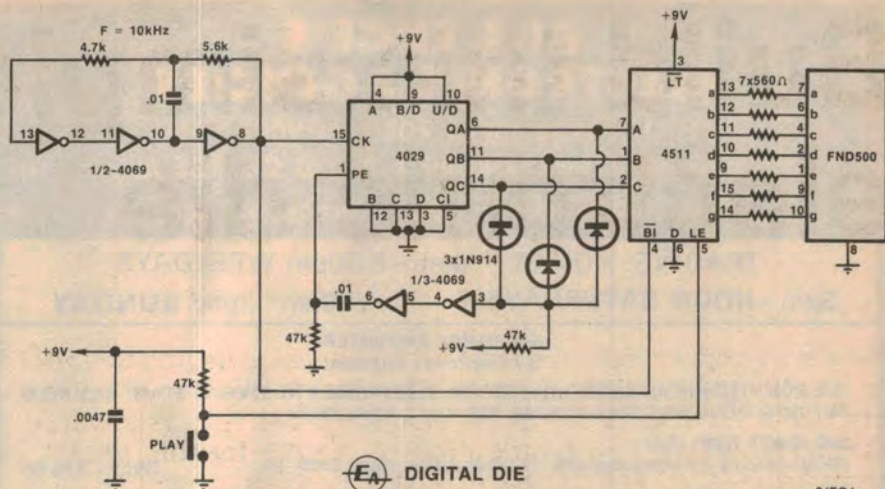 F = 10kHz
4.7k
5.6k
.01
13
12
11
10
9
8
1/2-4069
+9V
4
9
10
A
B/D
U/D
15
CK
1
PE
4029
QA
6
QB
11
QC
14
B
C
D
CI
12
13
3
5
3x1N914
1/3-4069
.01
6
5
4
3
47k
+9V
47k
+9V
3
LT
7
A
1
B
2
C
4511
a
13
b
12
c
11
d
10
e
9
f
15
g
14
BI
D
LE
4
6
5
7x560Ω
7
a
6
b
4
c
2
d
1
e
9
f
10
g
FND500
8
+9V
47k
.0047
PLAY
EA DIGITAL DIE